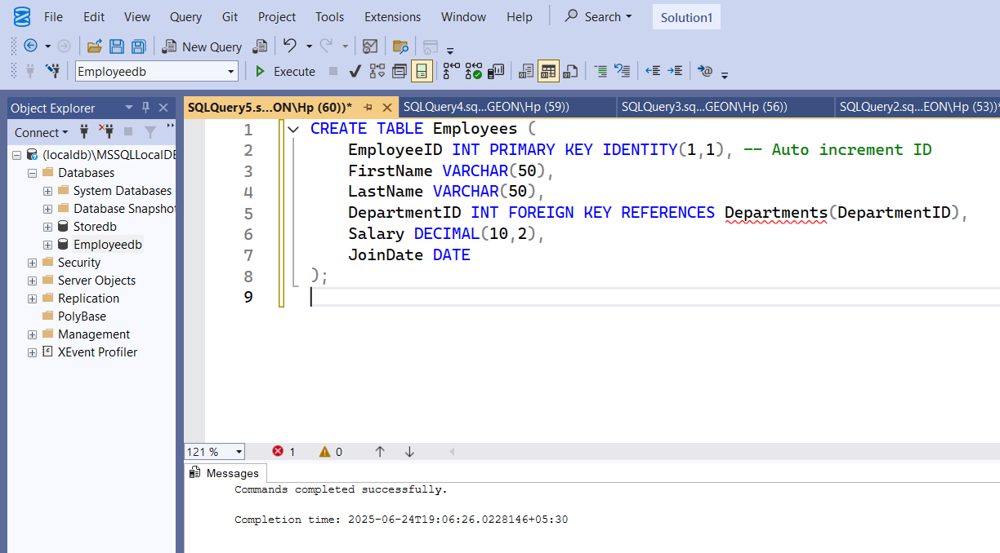 File Edit View Query Git Project Tools Extensions Window Help Search Solution1
New Query
Employeedb Execute
Object Explorer
SQLQuery5.s...ON\Hp (60))* SQLQuery4.sq...GEON\Hp (59)) SQLQuery3.sq...GEON\Hp (56)) SQLQuery2.sq...EON\Hp (53))*
Connect
(localdb)\MSSQLLocalDB
Databases
System Databases
Database Snapshot
Storedb
Employeedb
Security
Server Objects
Replication
PolyBase
Management
XEvent Profiler
1 CREATE TABLE Employees (
2 EmployeeID INT PRIMARY KEY IDENTITY(1,1), -- Auto increment ID
3 FirstName VARCHAR(50),
4 LastName VARCHAR(50),
5 DepartmentID INT FOREIGN KEY REFERENCES Departments(DepartmentID),
6 Salary DECIMAL(10,2),
7 JoinDate DATE
8 );
9
121 % 1 0
Messages
Commands completed successfully.
Completion time: 2025-06-24T19:06:26.0228146+05:30